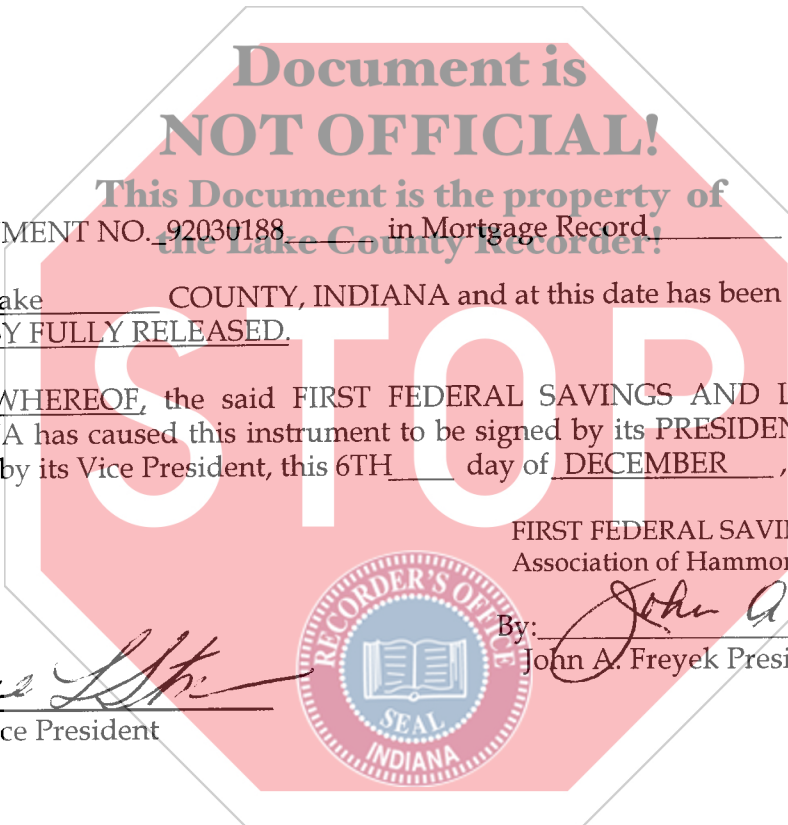 Document is
NOT OFFICIAL!
This Document is the property of
the Lake County Recorder!
MENT NO. 92030188 in Mortgage Record
ake COUNTY, INDIANA and at this date has been
Y FULLY RELEASED.
WHEREOF, the said FIRST FEDERAL SAVINGS AND L
A has caused this instrument to be signed by its PRESIDEN
by its Vice President, this 6TH day of DECEMBER ,
STOP
FIRST FEDERAL SAVI
Association of Hammo
RECORDER'S OFFICE
SEAL
INDIANA
By: John A
John A. Freyek Presi
ce President